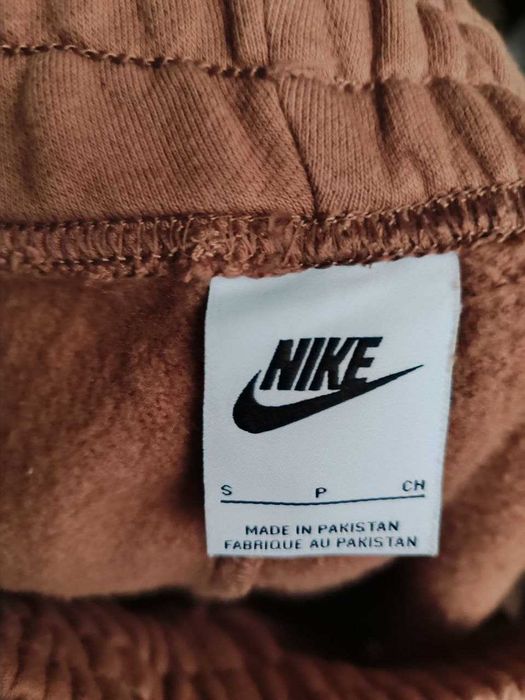 NIKE
S P CH
MADE IN PAKISTAN
FABRIQUE AU PAKISTAN